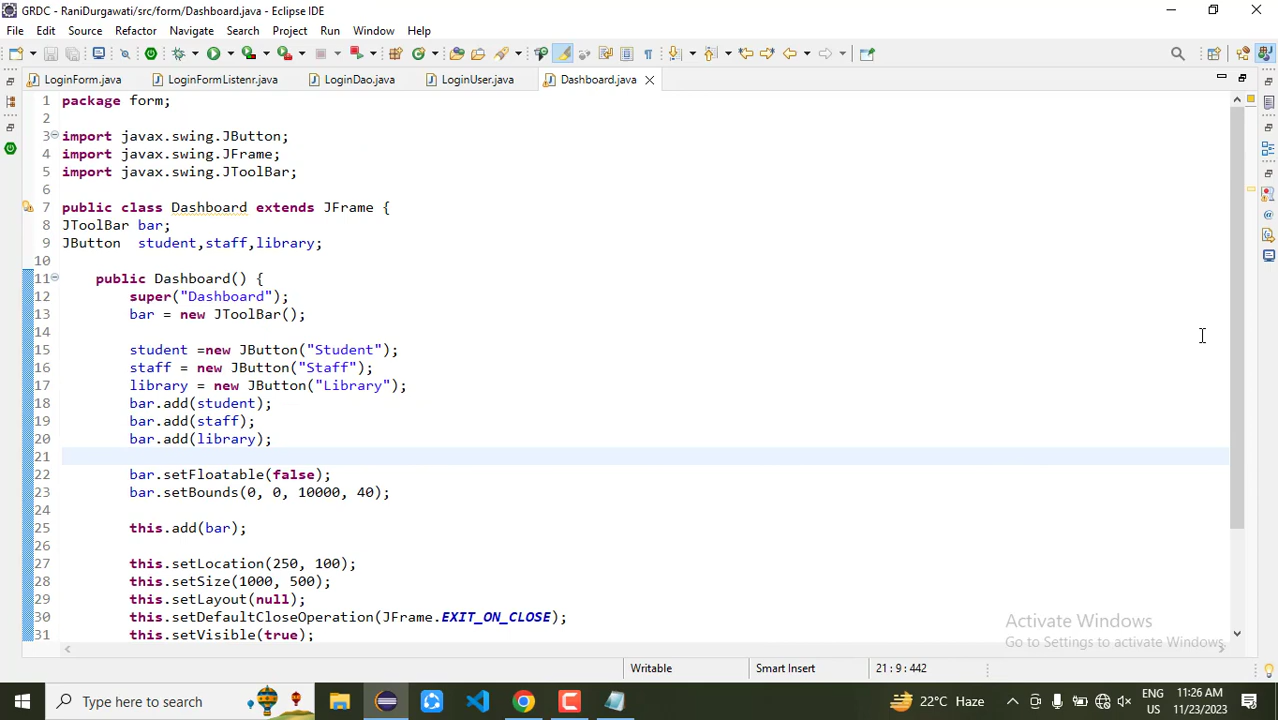 GRDC - RaniDurgawati/src/form/Dashboard.java - Eclipse IDE
File Edit Source Refactor Navigate Search Project Run Window Help
LoginForm.java LoginFormListenr.java LoginDao.java LoginUser.java Dashboard.java
1 package form;
2
3 import javax.swing.JButton;
4 import javax.swing.JFrame;
5 import javax.swing.JToolBar;
6
7 public class Dashboard extends JFrame {
8 JToolBar bar;
9 JButton  student,staff,library;
10
11     public Dashboard() {
12         super("Dashboard");
13         bar = new JToolBar();
14
15         student =new JButton("Student");
16         staff = new JButton("Staff");
17         library = new JButton("Library");
18         bar.add(student);
19         bar.add(staff);
20         bar.add(library);
21
22         bar.setFloatable(false);
23         bar.setBounds(0, 0, 10000, 40);
24
25         this.add(bar);
26
27         this.setLocation(250, 100);
28         this.setSize(1000, 500);
29         this.setLayout(null);
30         this.setDefaultCloseOperation(JFrame.EXIT_ON_CLOSE);
31         this.setVisible(true);
Activate Windows
Go to Settings to activate Windows.
Writable Smart Insert 21 : 9 : 442
Type here to search 22°C Haze ENG US 11:26 AM 11/23/2023